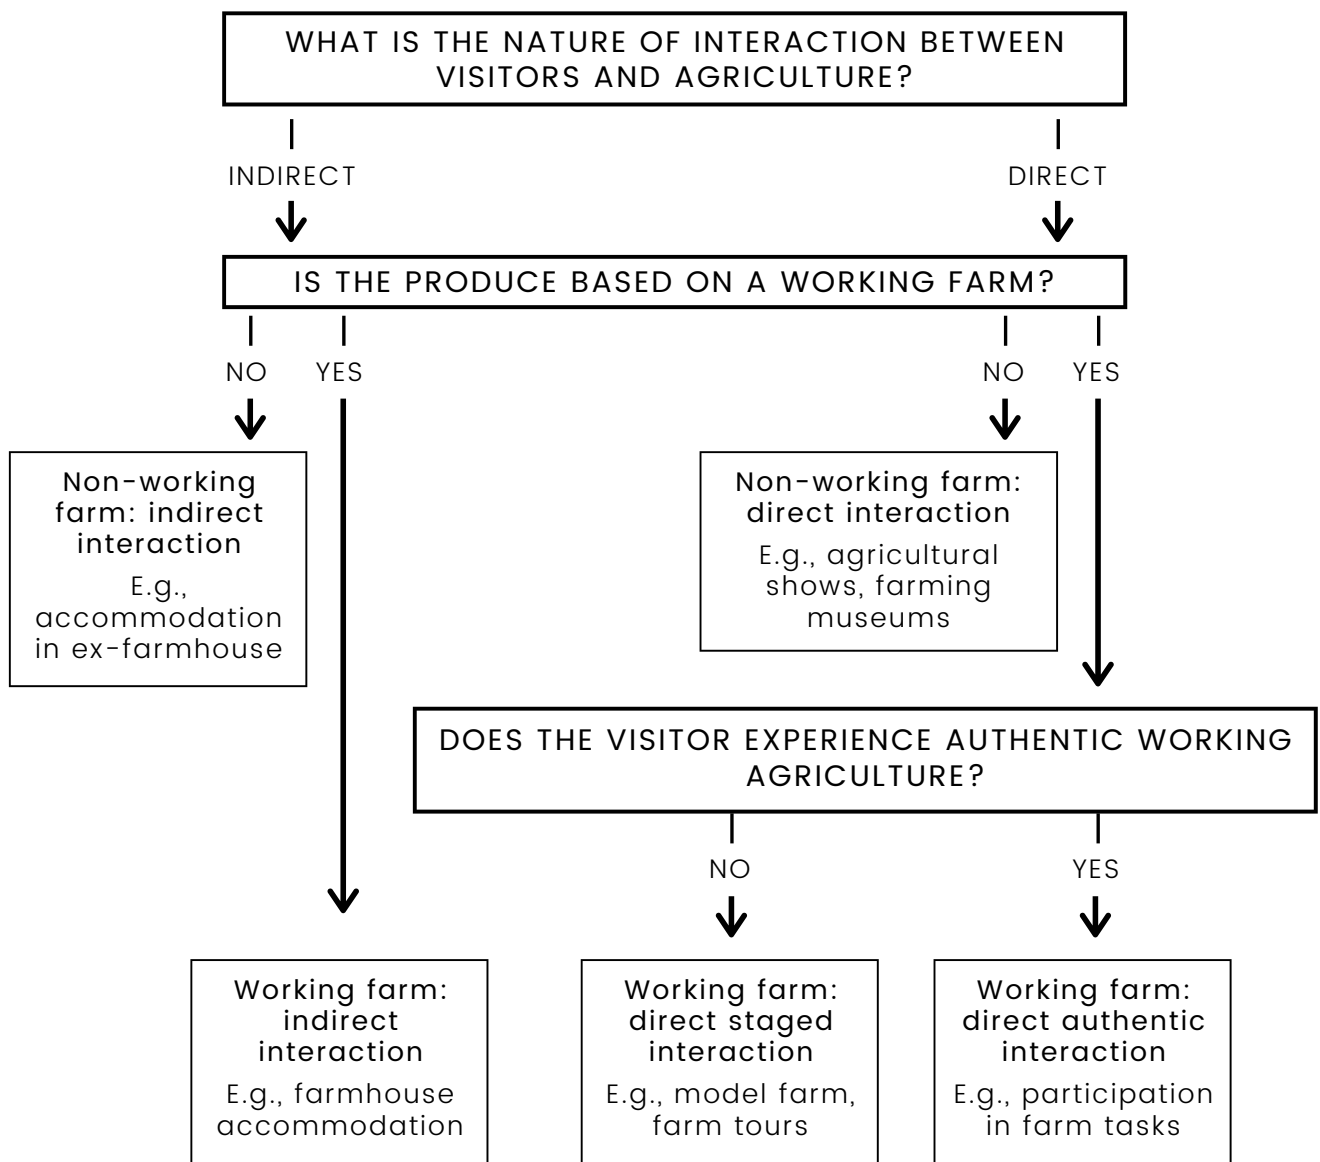 WHAT IS THE NATURE OF INTERACTION BETWEEN
VISITORS AND AGRICULTURE?
INDIRECT
DIRECT
IS THE PRODUCE BASED ON A WORKING FARM?
NO
YES
NO
YES
Non-working
farm: indirect
interaction
E.g.,
accommodation
in ex-farmhouse
Non-working farm:
direct interaction
E.g., agricultural
shows, farming
museums
DOES THE VISITOR EXPERIENCE AUTHENTIC WORKING
AGRICULTURE?
NO
YES
Working farm:
indirect
interaction
E.g., farmhouse
accommodation
Working farm:
direct staged
interaction
E.g., model farm,
farm tours
Working farm:
direct authentic
interaction
E.g., participation
in farm tasks